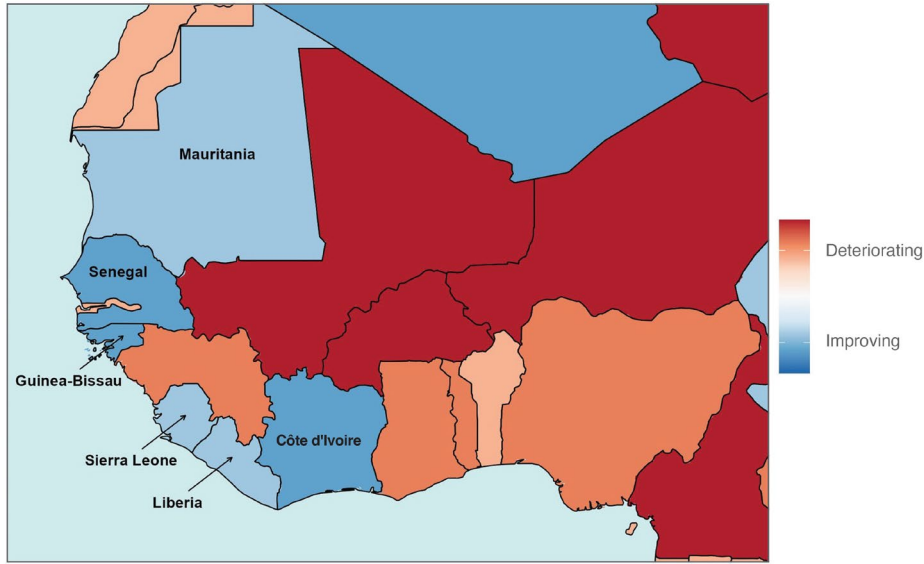 Mauritania
Senegal
Guinea-Bissau
Sierra Leone
Liberia
Côte d'Ivoire
Deteriorating
Improving